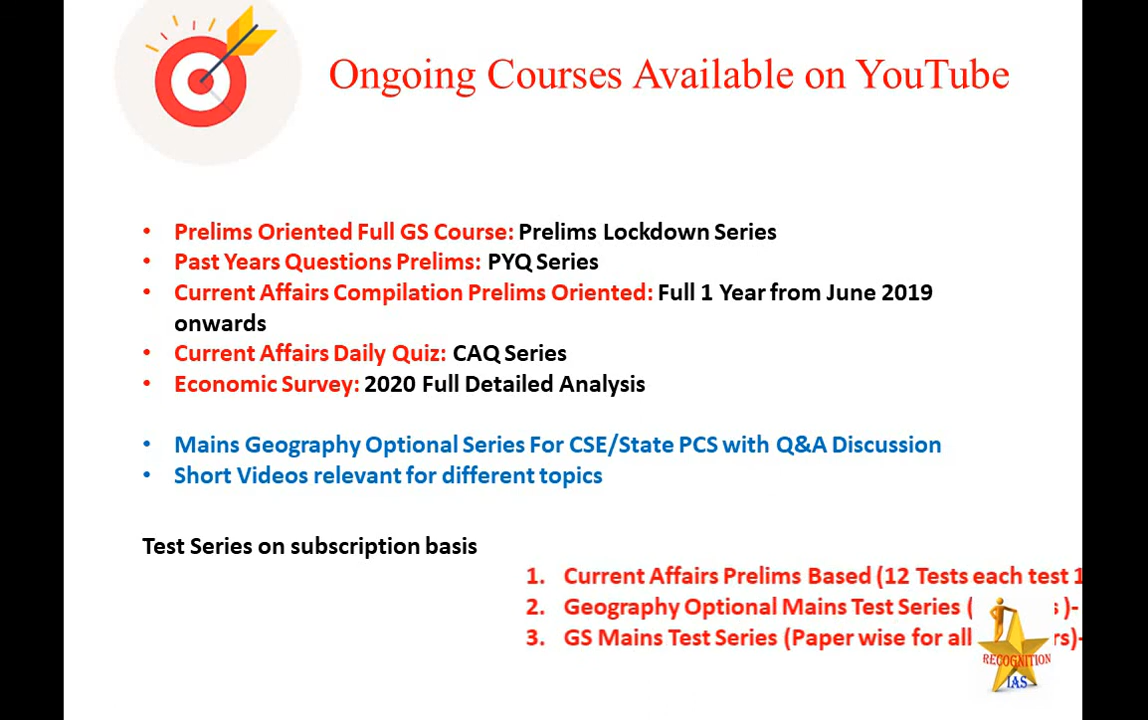 Ongoing Courses Available on YouTube
• Prelims Oriented Full GS Course: Prelims Lockdown Series
• Past Years Questions Prelims: PYQ Series
• Current Affairs Compilation Prelims Oriented: Full 1 Year from June 2019
onwards
• Current Affairs Daily Quiz: CAQ Series
• Economic Survey: 2020 Full Detailed Analysis
• Mains Geography Optional Series For CSE/State PCS with Q&A Discussion
• Short Videos relevant for different topics
Test Series on subscription basis
1. Current Affairs Prelims Based (12 Tests each test 1
2. Geography Optional Mains Test Series ( )-
3. GS Mains Test Series (Paper wise for all
RECOGNITION
IAS